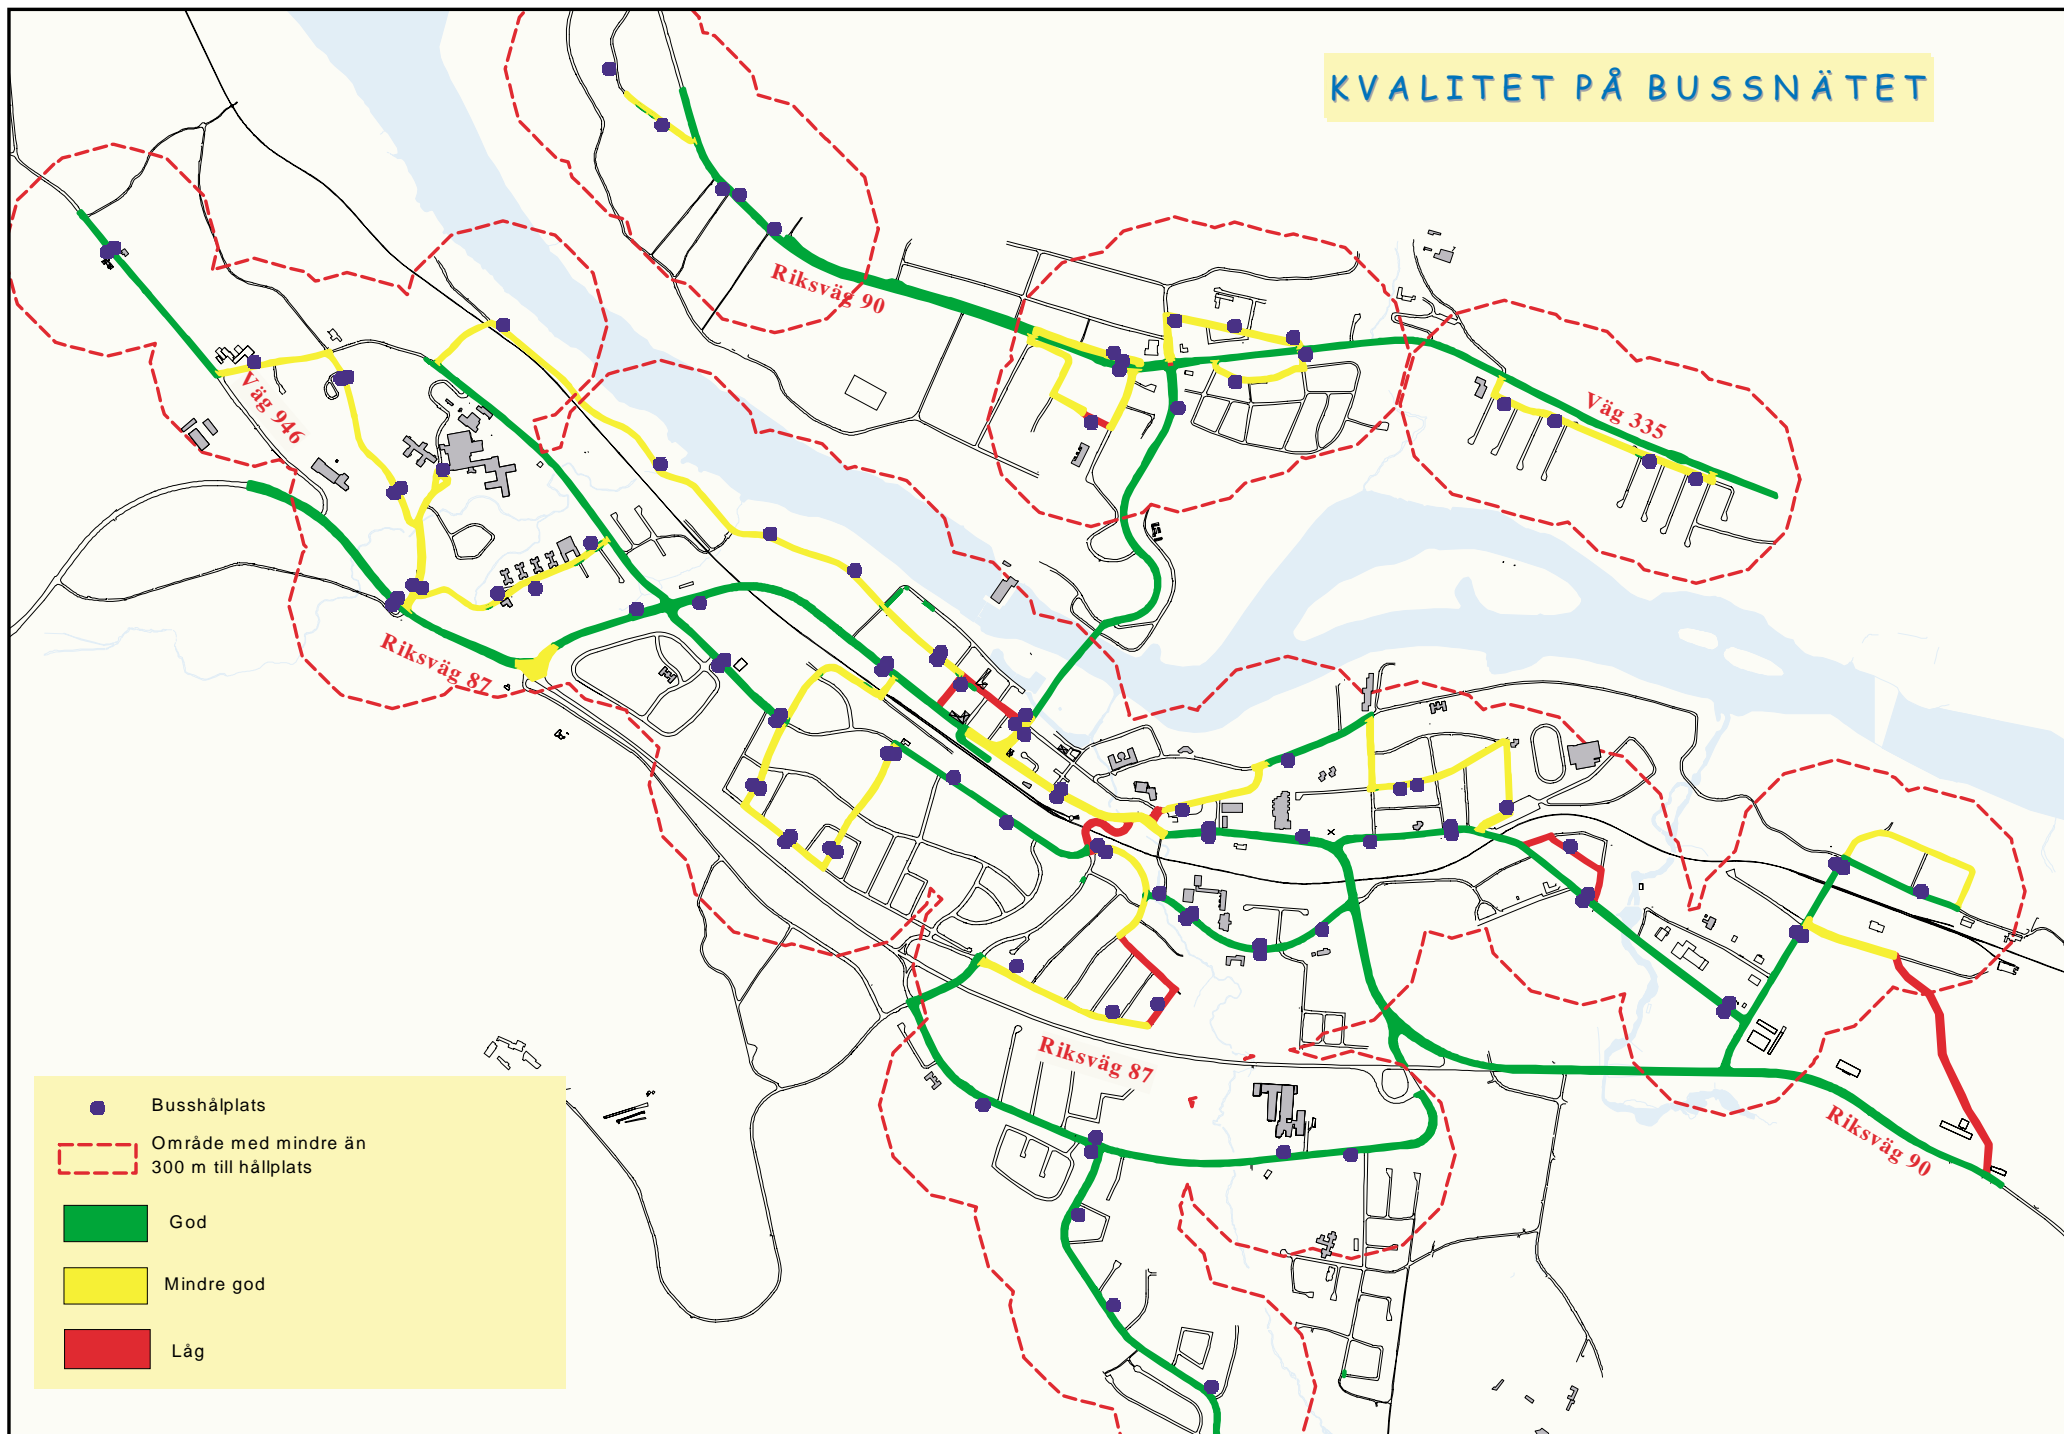 KVALITET PÅ BUSSNÄTET
Riksväg 90
Väg 335
Väg 946
Riksväg 87
Riksväg 87
Riksväg 90
Busshålplats
Område med mindre än
300 m till hållplats
God
Mindre god
Låg